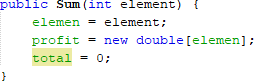 public Sum(int element) {
elemen = element;
profit = new double[elemen];
total = 0;
}